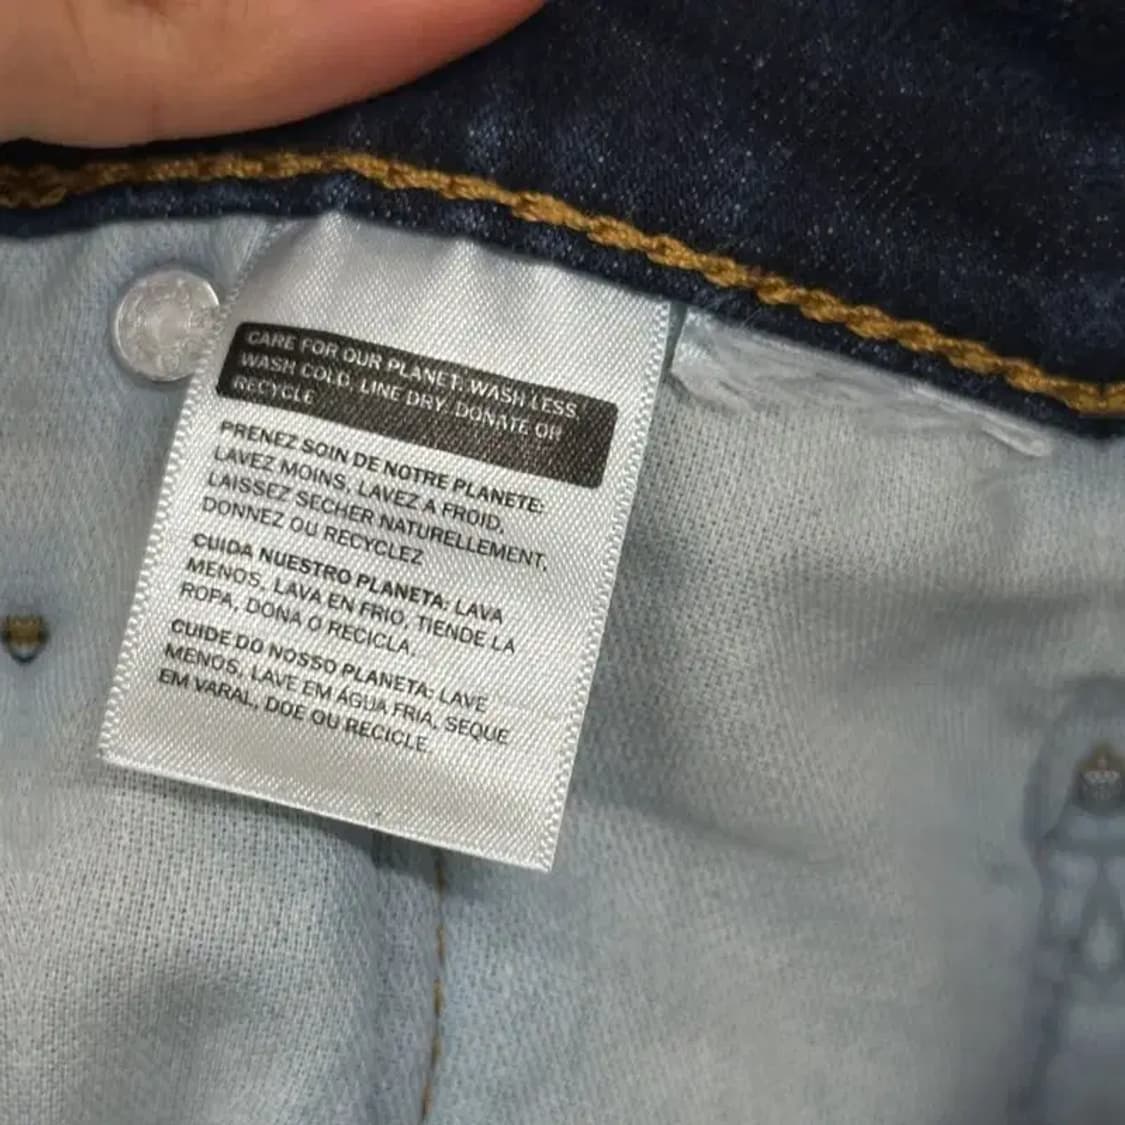 CARE FOR OUR PLANET: WASH LESS,
WASH COLD, LINE DRY, DONATE OR
RECYCLE
PRENEZ SOIN DE NOTRE PLANETE:
LAVEZ MOINS, LAVEZ A FROID,
LAISSEZ SECHER NATURELLEMENT,
DONNEZ OU RECYCLEZ
CUIDA NUESTRO PLANETA: LAVA
MENOS, LAVA EN FRIO, TIENDE LA
ROPA, DONA O RECICLA.
CUIDE DO NOSSO PLANETA: LAVE
MENOS, LAVE EM ÁGUA FRIA, SEQUE
EM VARAL, DOE OU RECICLE.